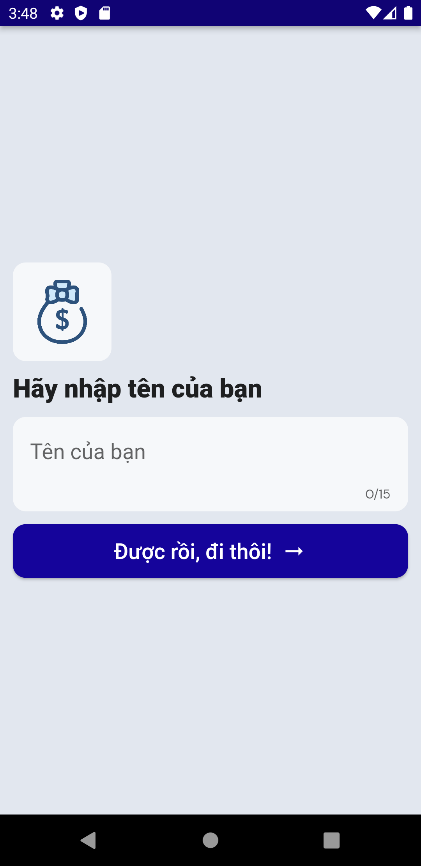 3:48
$
Hãy nhập tên của bạn
Tên của bạn
0/15
Được rồi, đi thôi! →